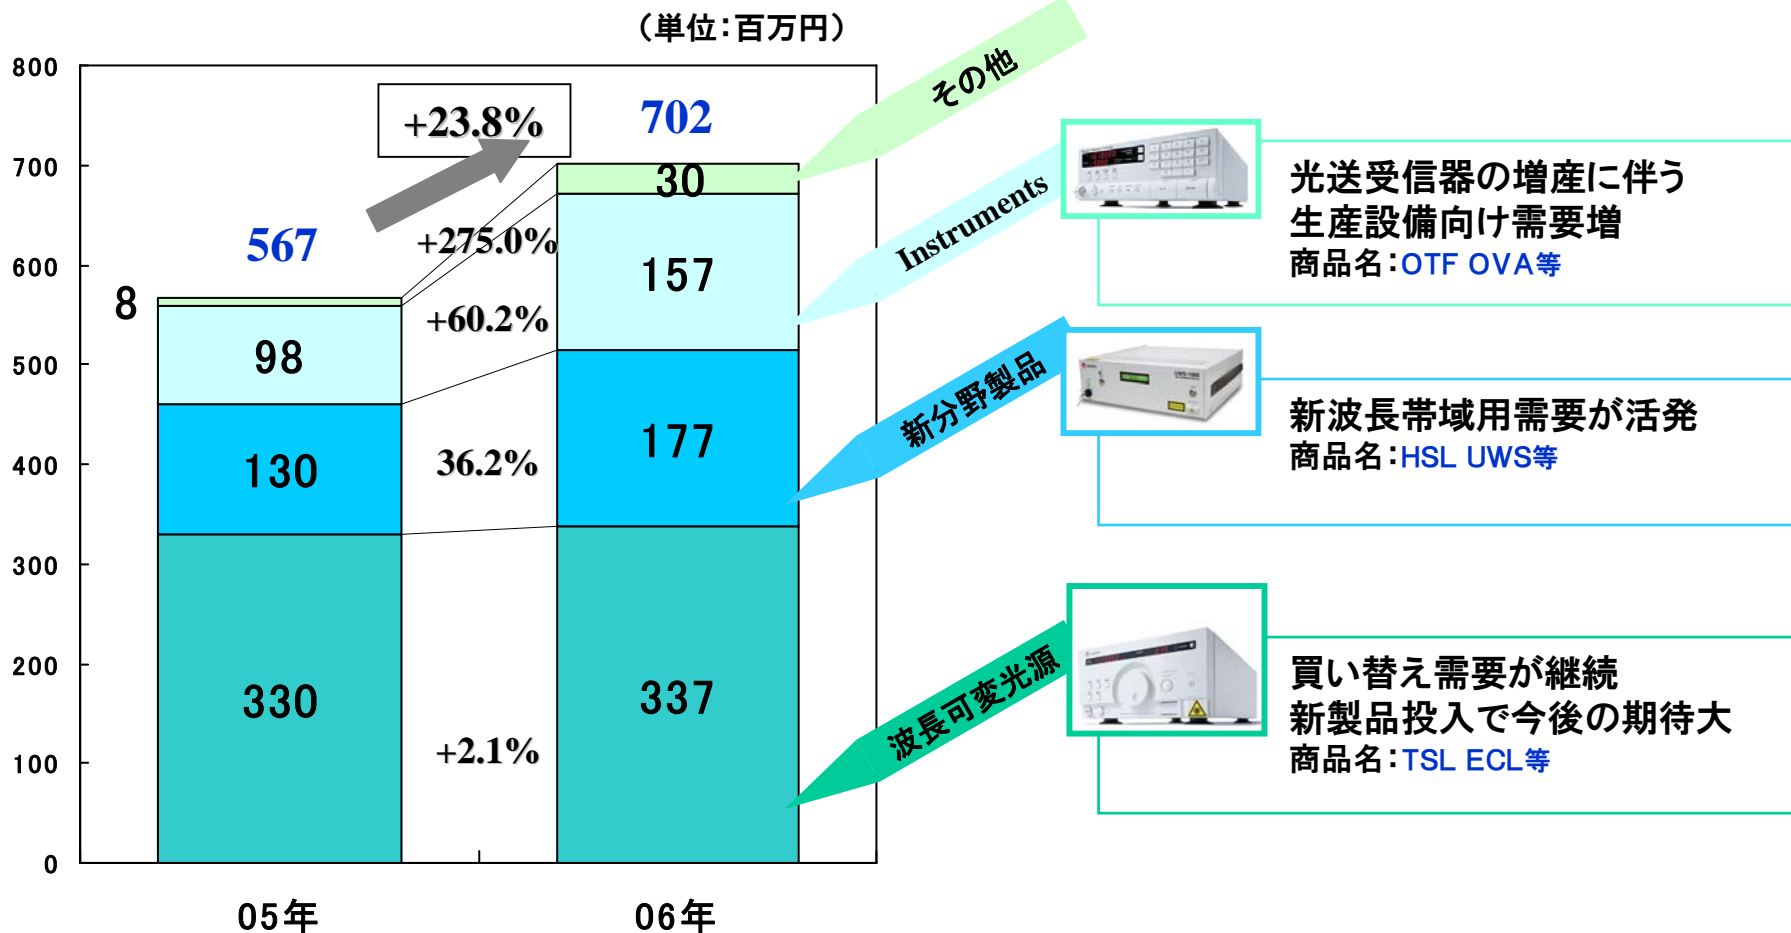 （単位：百万円）
800
700
600
500
400
300
200
100
0
+23.8%
567
702
8
98
130
330
30
157
177
337
+275.0%
+60.2%
36.2%
+2.1%
05年
06年
その他
Instruments
新分野製品
波長可変光源
光送受信器の増産に伴う
生産設備向け需要増
商品名：OTF OVA等
新波長帯域用需要が活発
商品名：HSL UWS等
買い替え需要が継続
新製品投入で今後の期待大
商品名：TSL ECL等